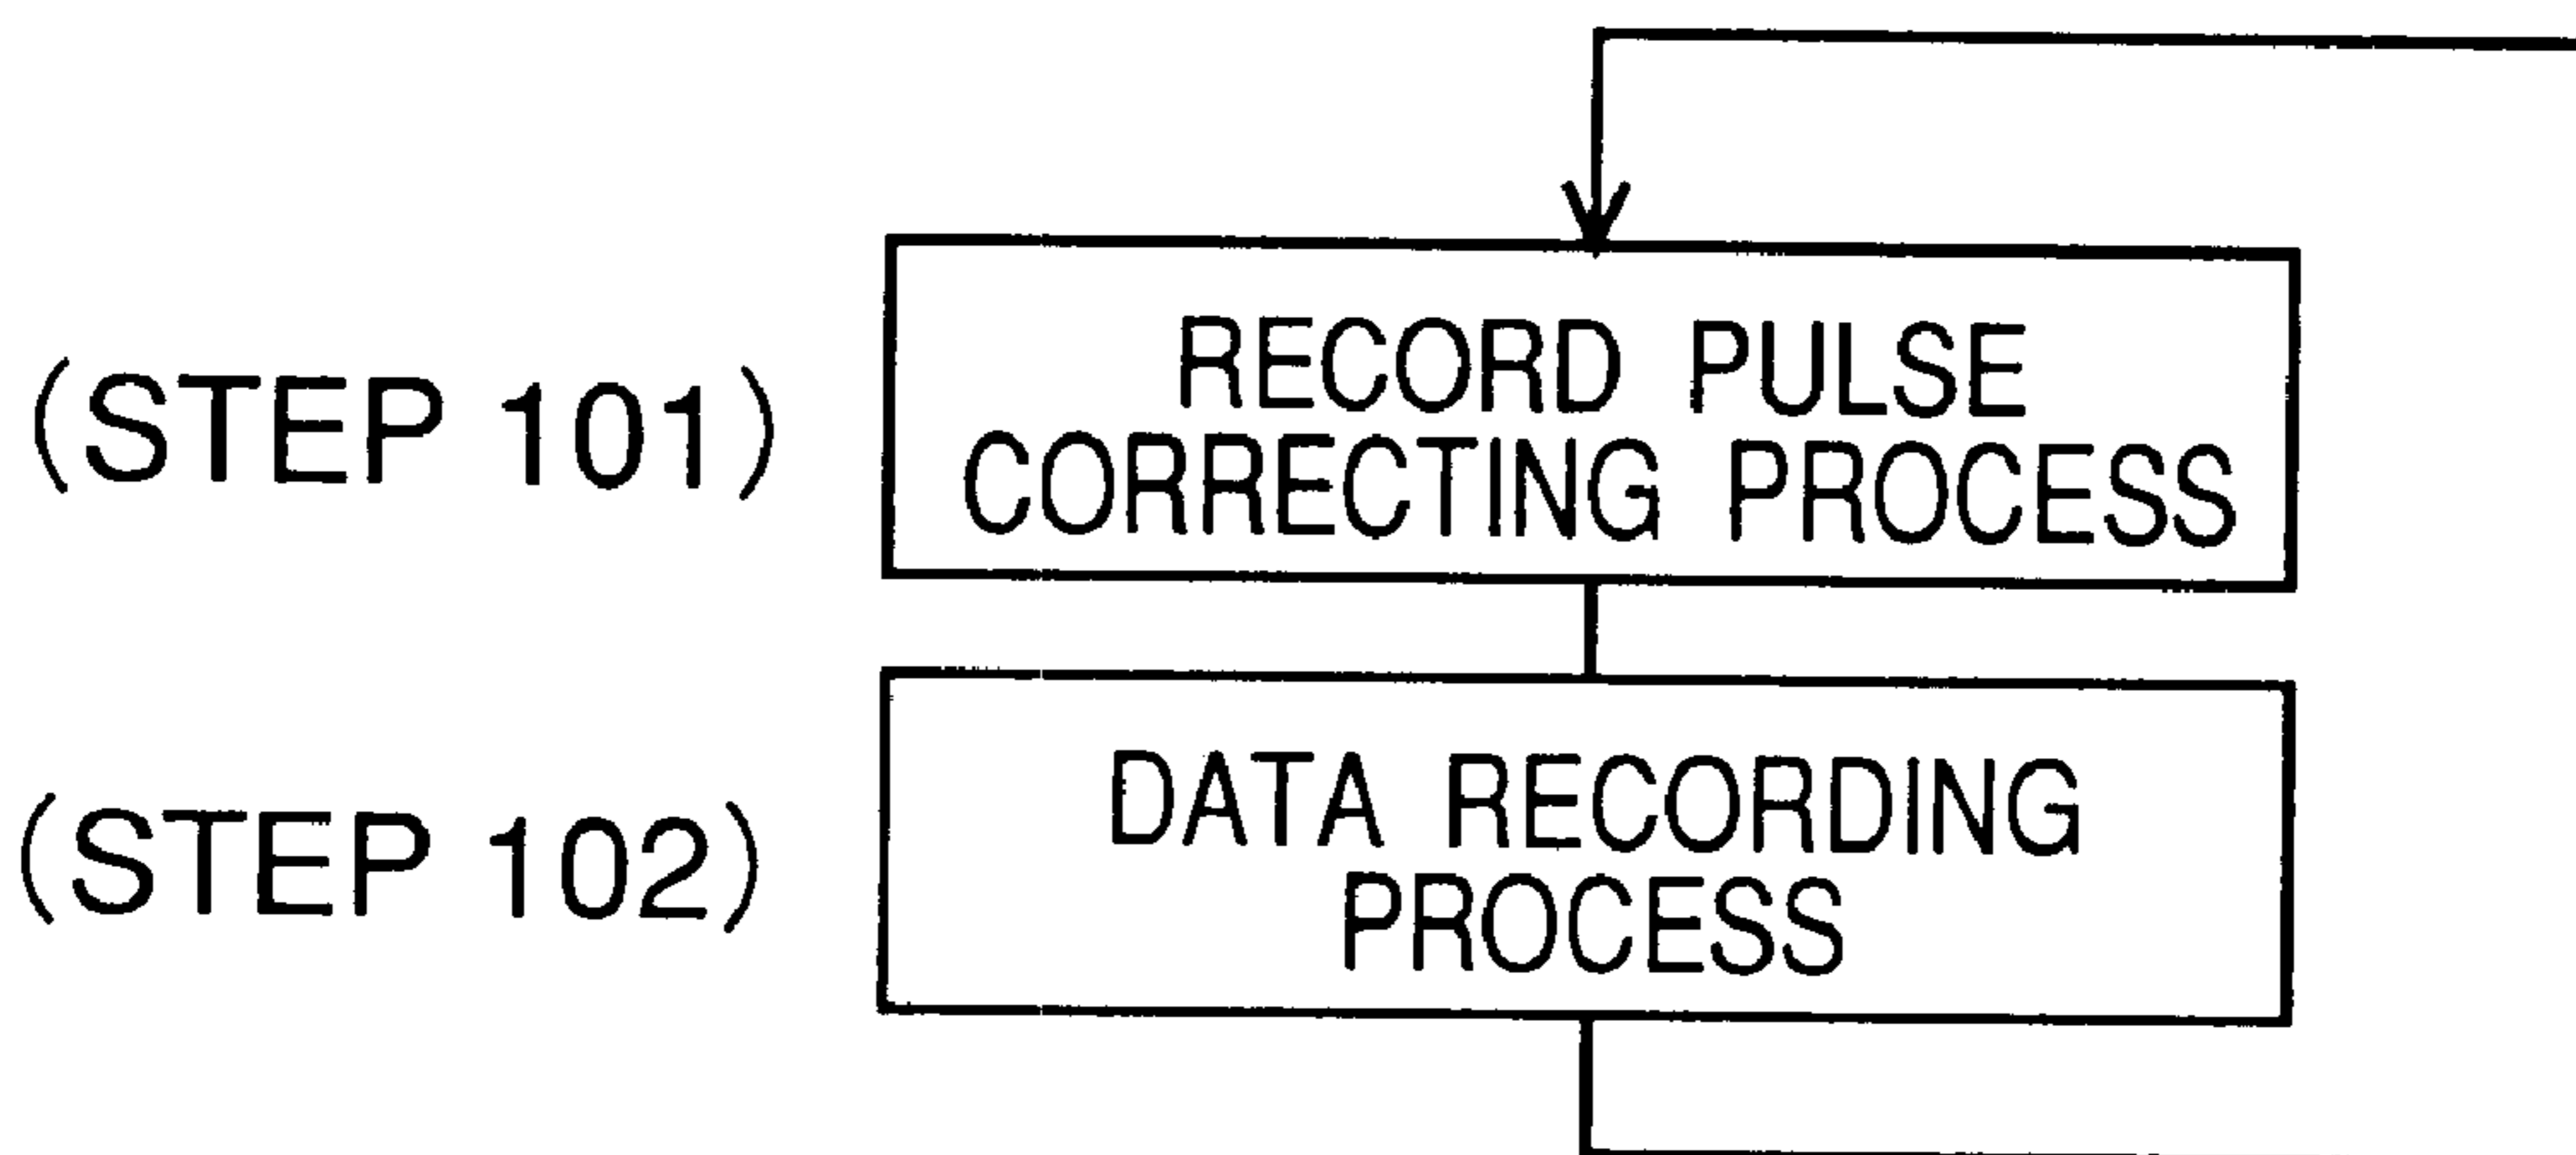 (STEP 101)
RECORD PULSE
CORRECTING PROCESS
(STEP 102)
DATA RECORDING
PROCESS